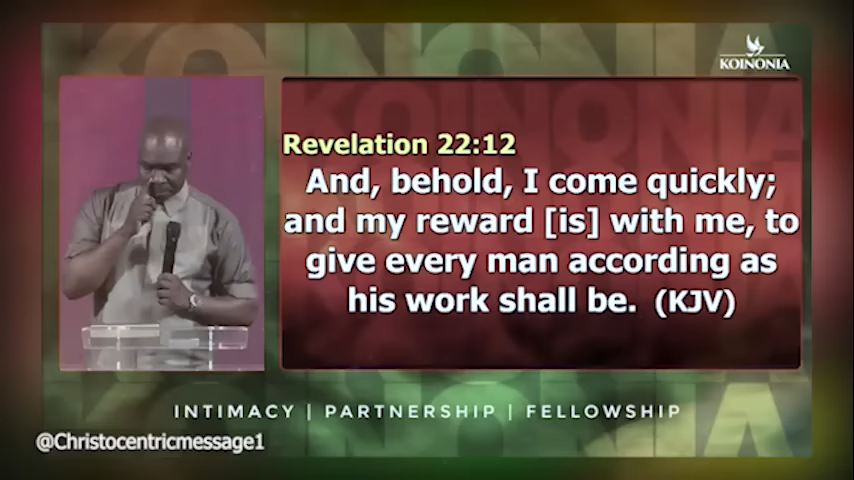 KOINONIA
Revelation 22:12
And, behold, I come quickly;
and my reward [is] with me, to
give every man according as
his work shall be. (KJV)
INTIMACY | PARTNERSHIP | FELLOWSHIP
@Christocentricmessage1